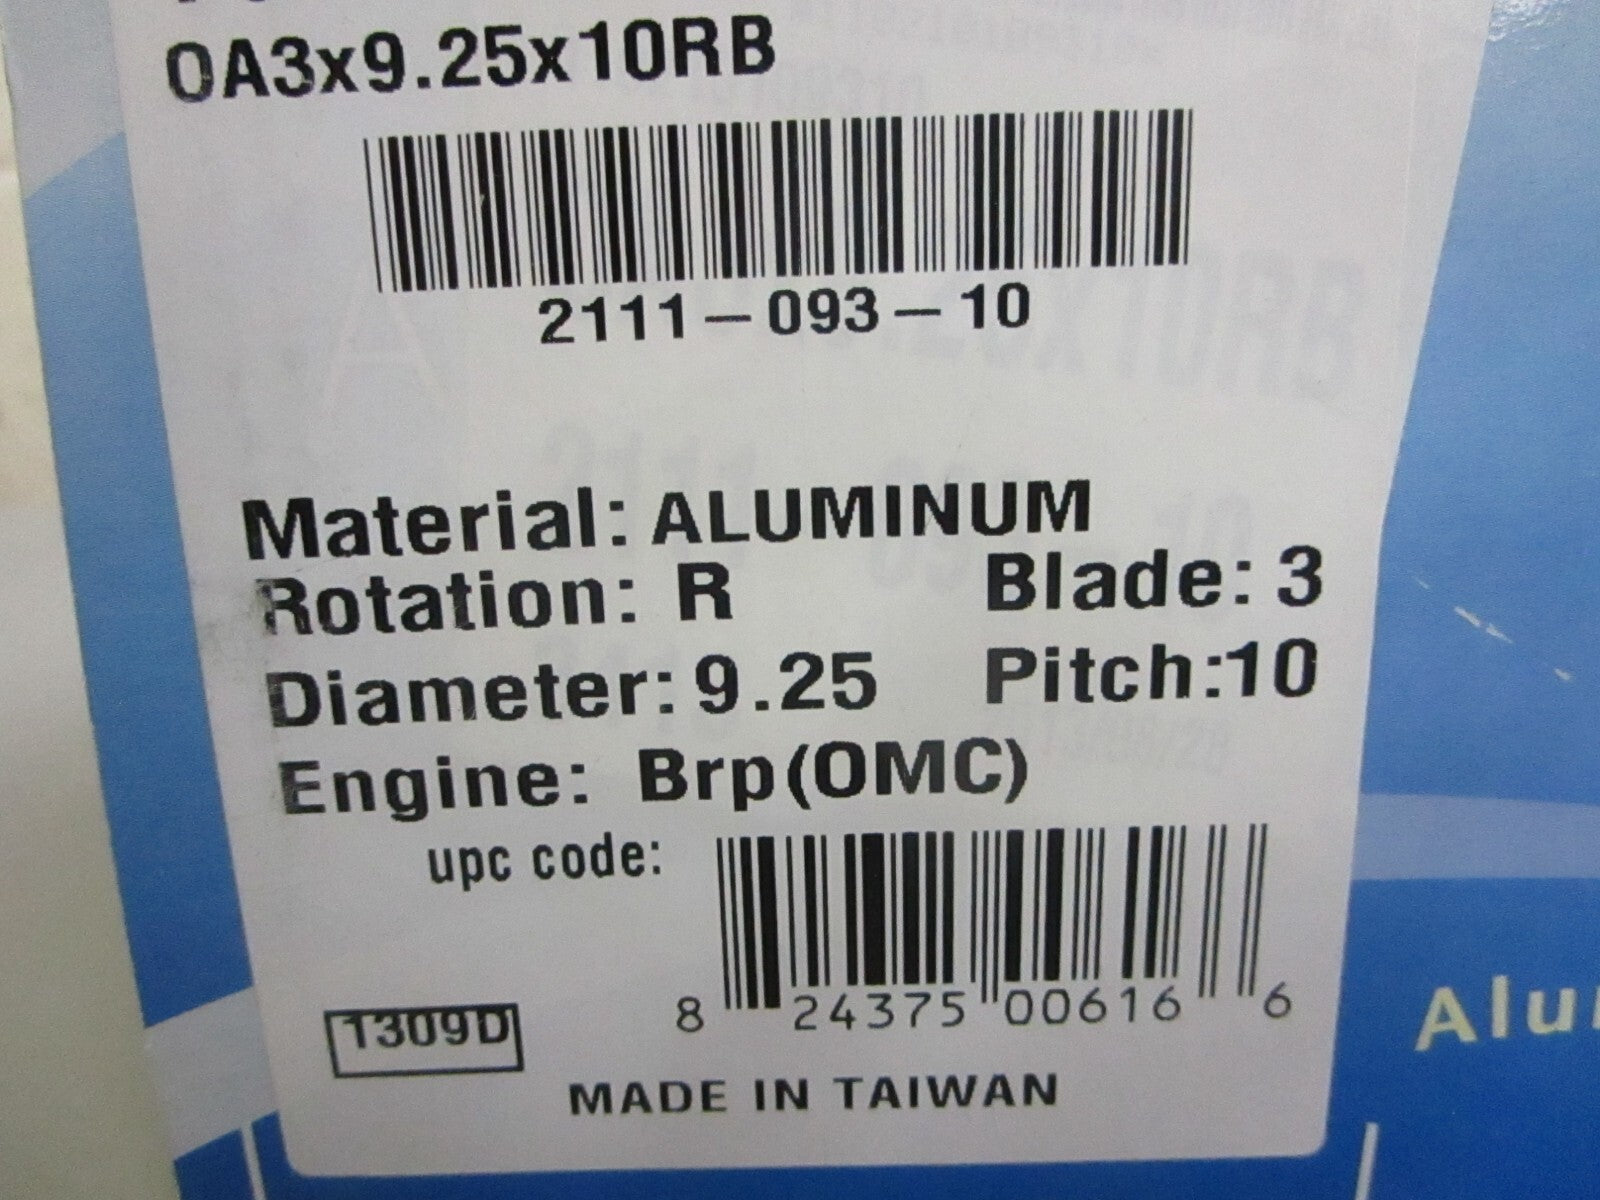 OA3x9.25x10RB
2111-093-10
Material: ALUMINUM
Rotation: R Blade: 3
Diameter: 9.25 Pitch:10
Engine: Brp(OMC)
upc code:
8 24375 00616 6
1309D
MADE IN TAIWAN